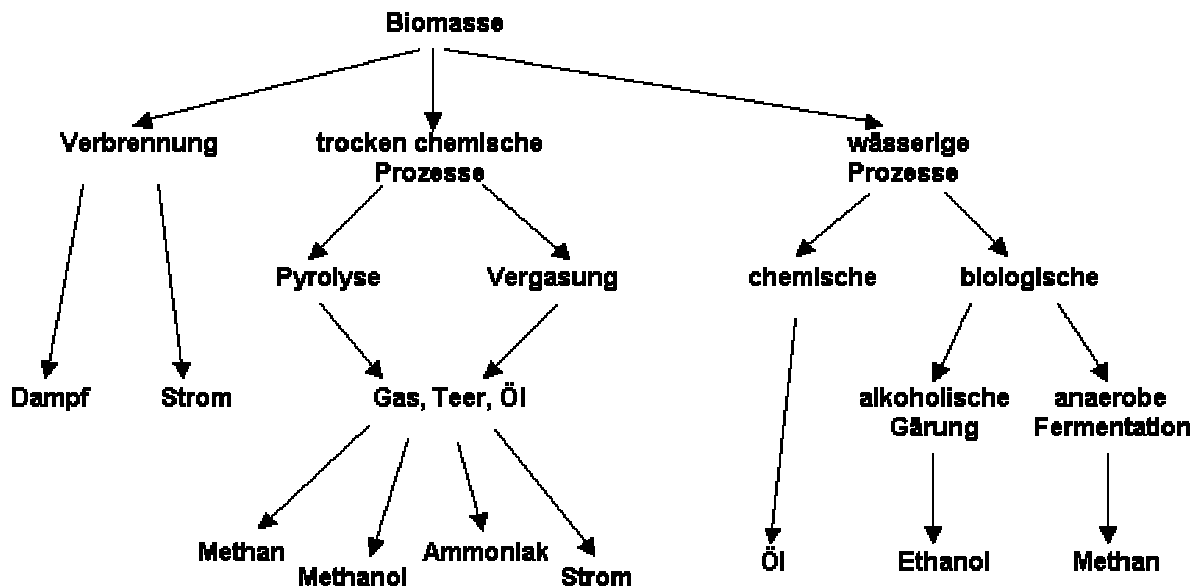 Biomasse
Verbrennung
trocken chemische
Prozesse
wässerige
Prozesse
Pyrolyse
Vergasung
chemische
biologische
Dampf
Strom
Gas, Teer, Öl
alkoholische
Gärung
anaerobe
Fermentation
Methan
Methanol
Ammoniak
Strom
Öl
Ethanol
Methan